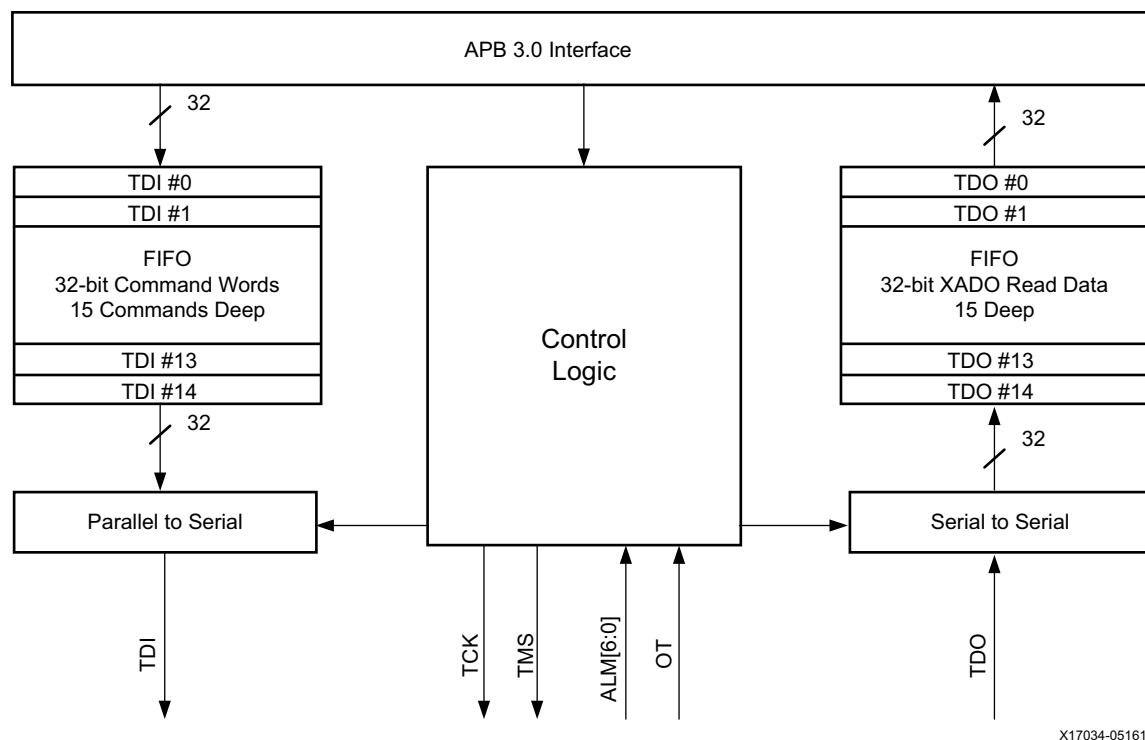 APB 3.0 Interface
32
32
TDI #0
TDI #1
FIFO
32-bit Command Words
15 Commands Deep
TDI #13
TDI #14
32
Parallel to Serial
Control
Logic
TDO #0
TDO #1
FIFO
32-bit XADO Read Data
15 Deep
TDO #13
TDO #14
32
Serial to Serial
TDI
TCK
TMS
ALM[6:0]
OT
TDO
X17034-05161